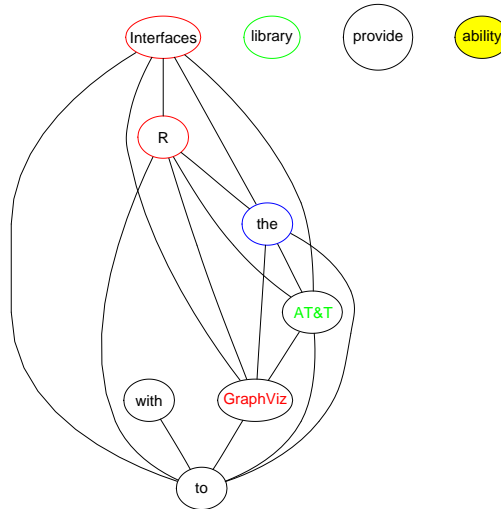 Interfaces
library
provide
ability
R
the
AT&T
with
GraphViz
to